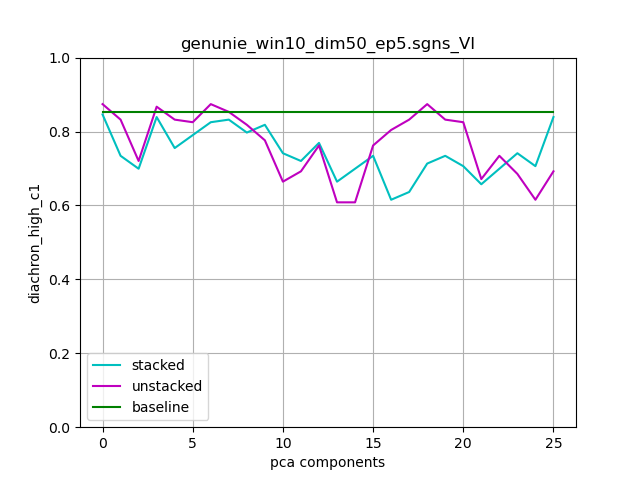 genunie_win10_dim50_ep5.sgns_VI
diachron_high_c1
1.0
0.8
0.6
0.4
0.2
0.0
stacked
unstacked
baseline
0 5 10 15 20 25
pca components